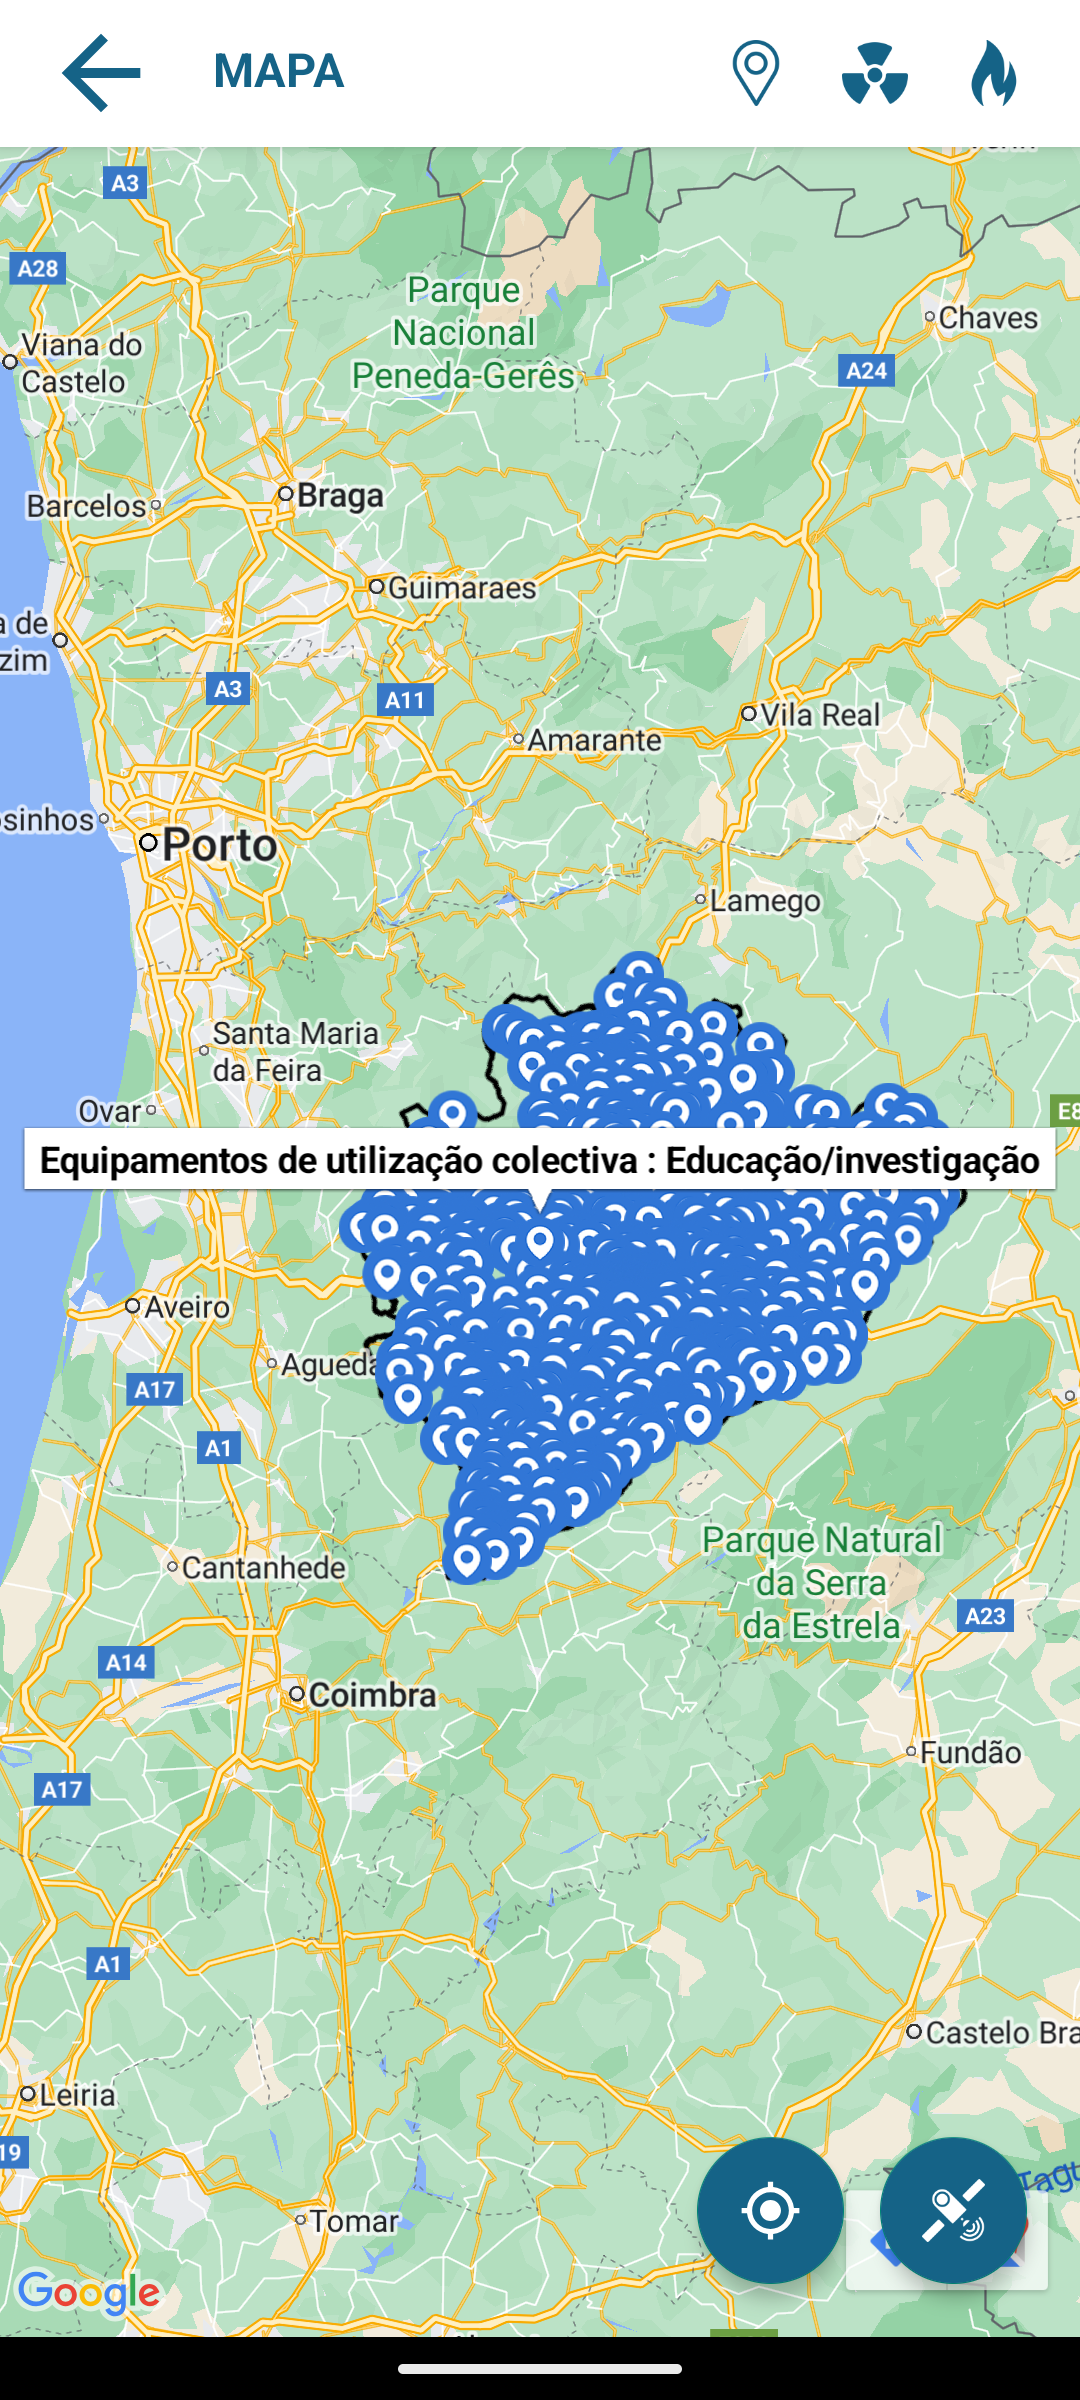 MAPA
A3
A28
Parque
Nacional
Peneda-Gerês
Chaves
Viana do
Castelo
A24
Braga
Barcelos
Guimaraes
a de
zim
A3
A11
Vila Real
Amarante
osinhos
Porto
Lamego
Santa Maria
da Feira
Ovar
E8
Equipamentos de utilização colectiva : Educação/investigação
Aveiro
Agueda
A17
A1
Parque Natural
da Serra
da Estrela
Cantanhede
A23
A14
Coimbra
Fundão
A17
A1
Castelo Bra
Leiria
19
Tagu
Tomar
Google